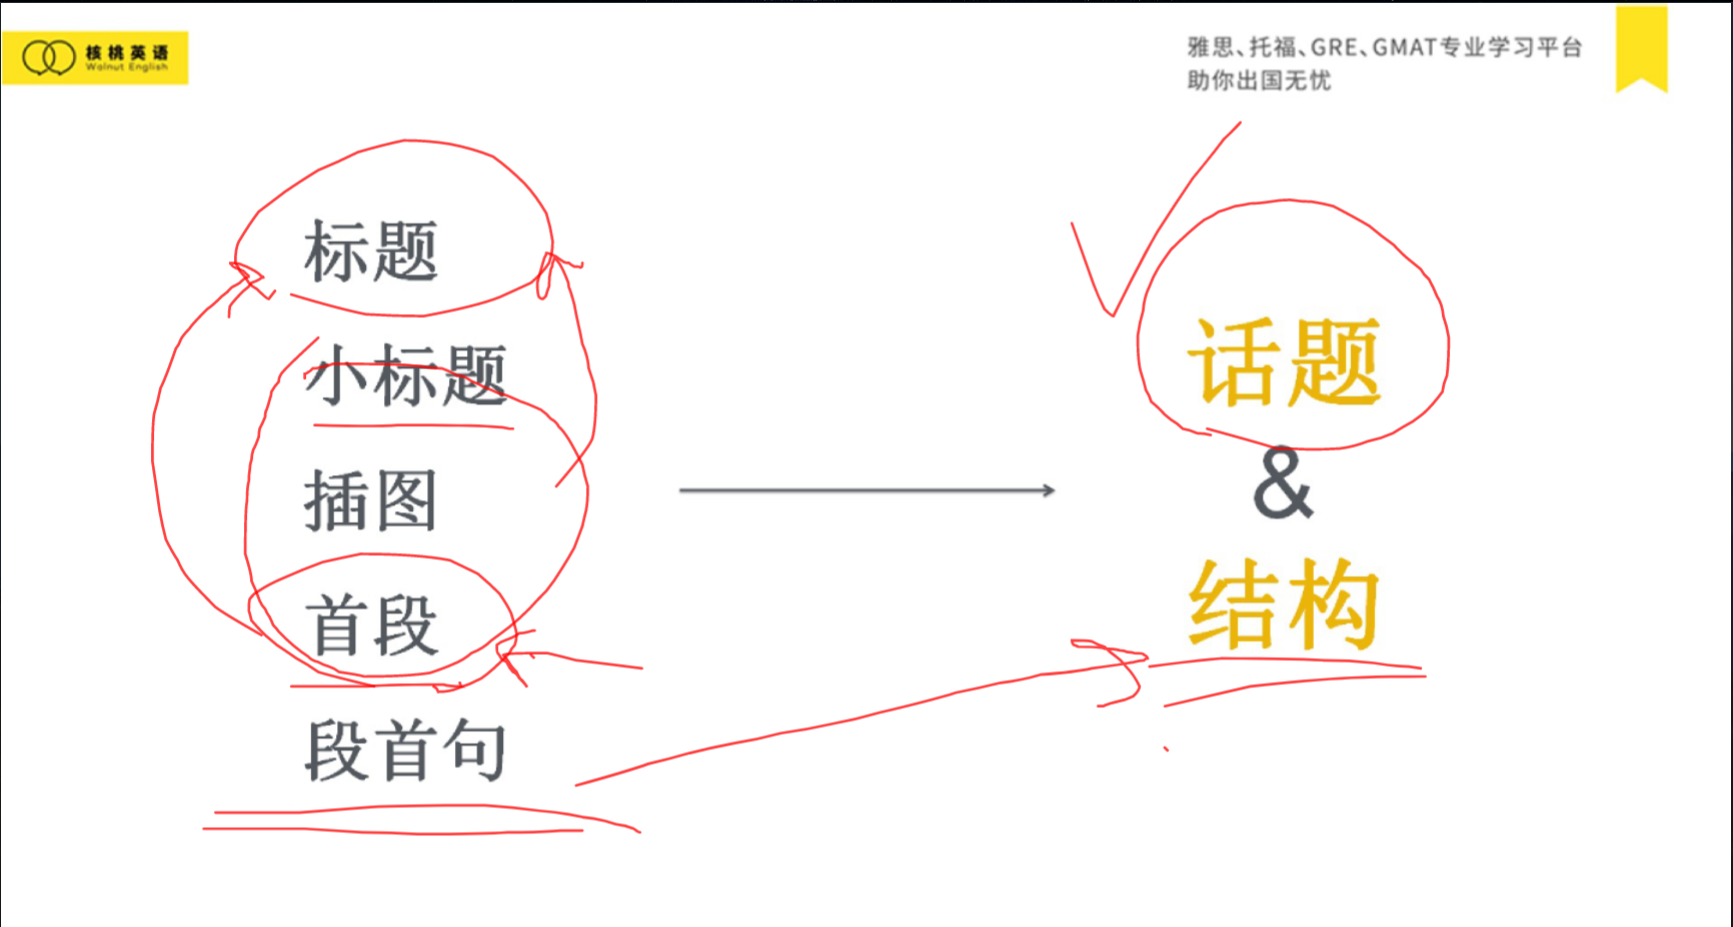 核桃英语
Walnut English
雅思、托福、GRE、GMAT专业学习平台
助你出国无忧
标题
小标题
插图
首段
段首句
话题
&
结构